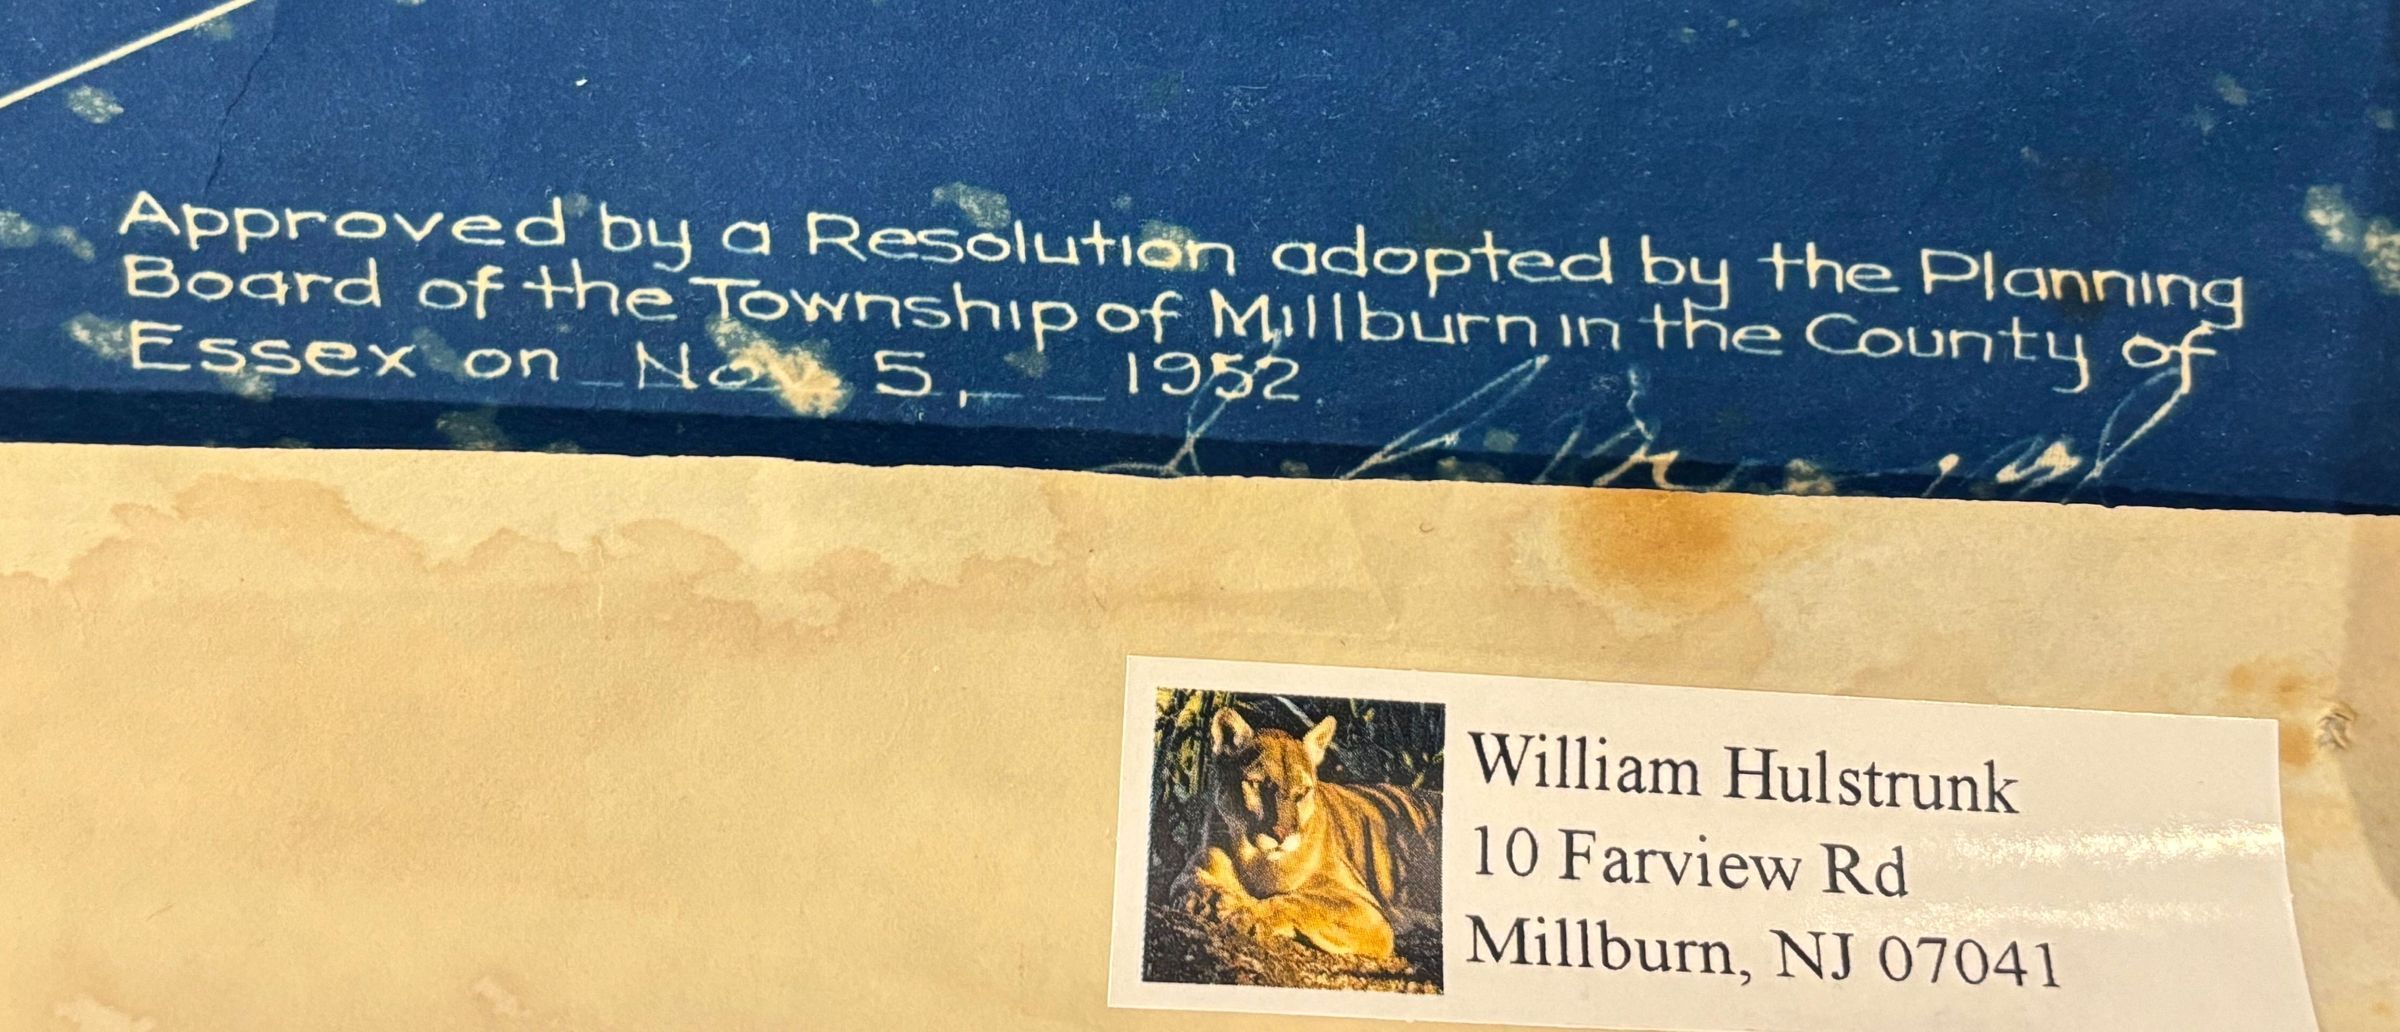 Approved by a Resolution adopted by the Planning
Board of the Township of Millburn in the County of
Essex on Nov 5, 1952
William Hulstrunk
10 Farview Rd
Millburn, NJ 07041